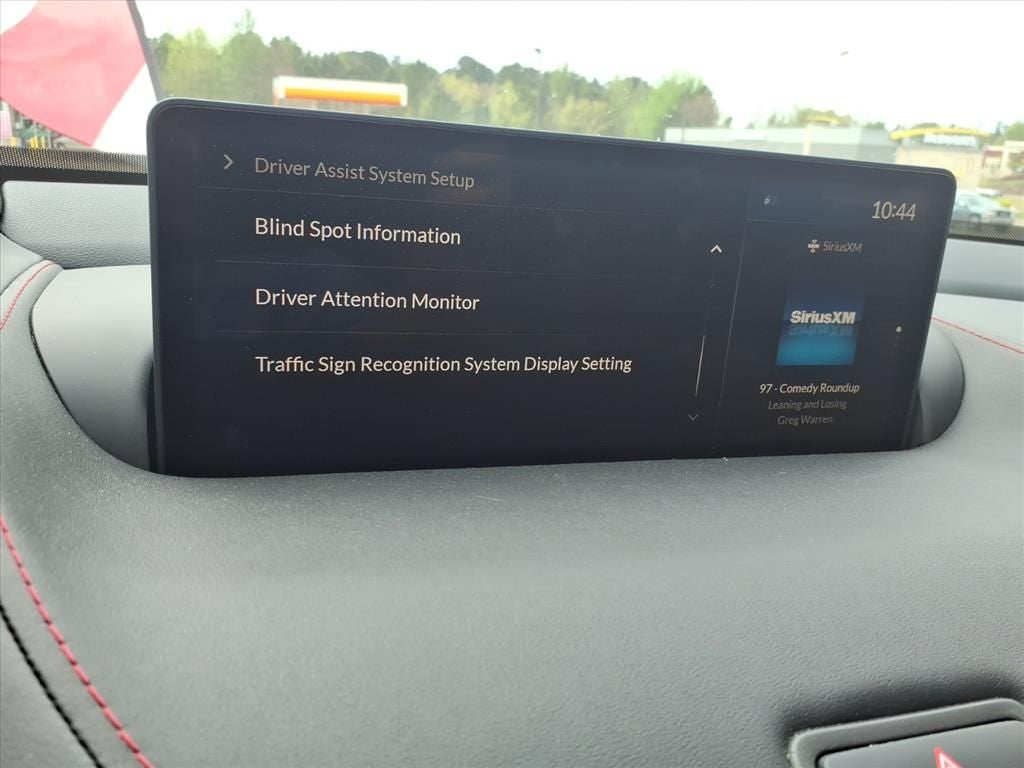 Driver Assist System Setup
Blind Spot Information
Driver Attention Monitor
Traffic Sign Recognition System Display Setting
10:44
SiriusXM
SiriusXM
97 - Comedy Roundup
Leaning and Losing
Greg Warren